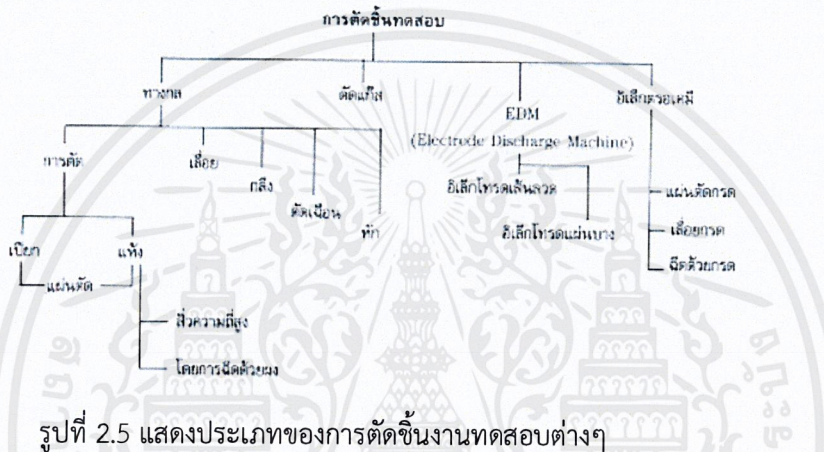 การตัดชิ้นทดสอบ
ทางกล
ตัดแก๊ส
EDM
(Electrode Discharge Machine)
อิเล็กตรอเคมี
การตัด
เลื่อย
กลึง
ตัดเฉือน
หัก
อิเล็กโทรดเส้นลวด
อิเล็กโทรดแผ่นบาง
แผ่นตัดกรด
เลื่อยกรด
ฉีดด้วยกรด
เปียก
แห้ง
แผ่นตัด
สิ่วความถี่สูง
โดยการฉีดด้วยผง
รูปที่ 2.5 แสดงประเภทของการตัดชิ้นงานทดสอบต่างๆ